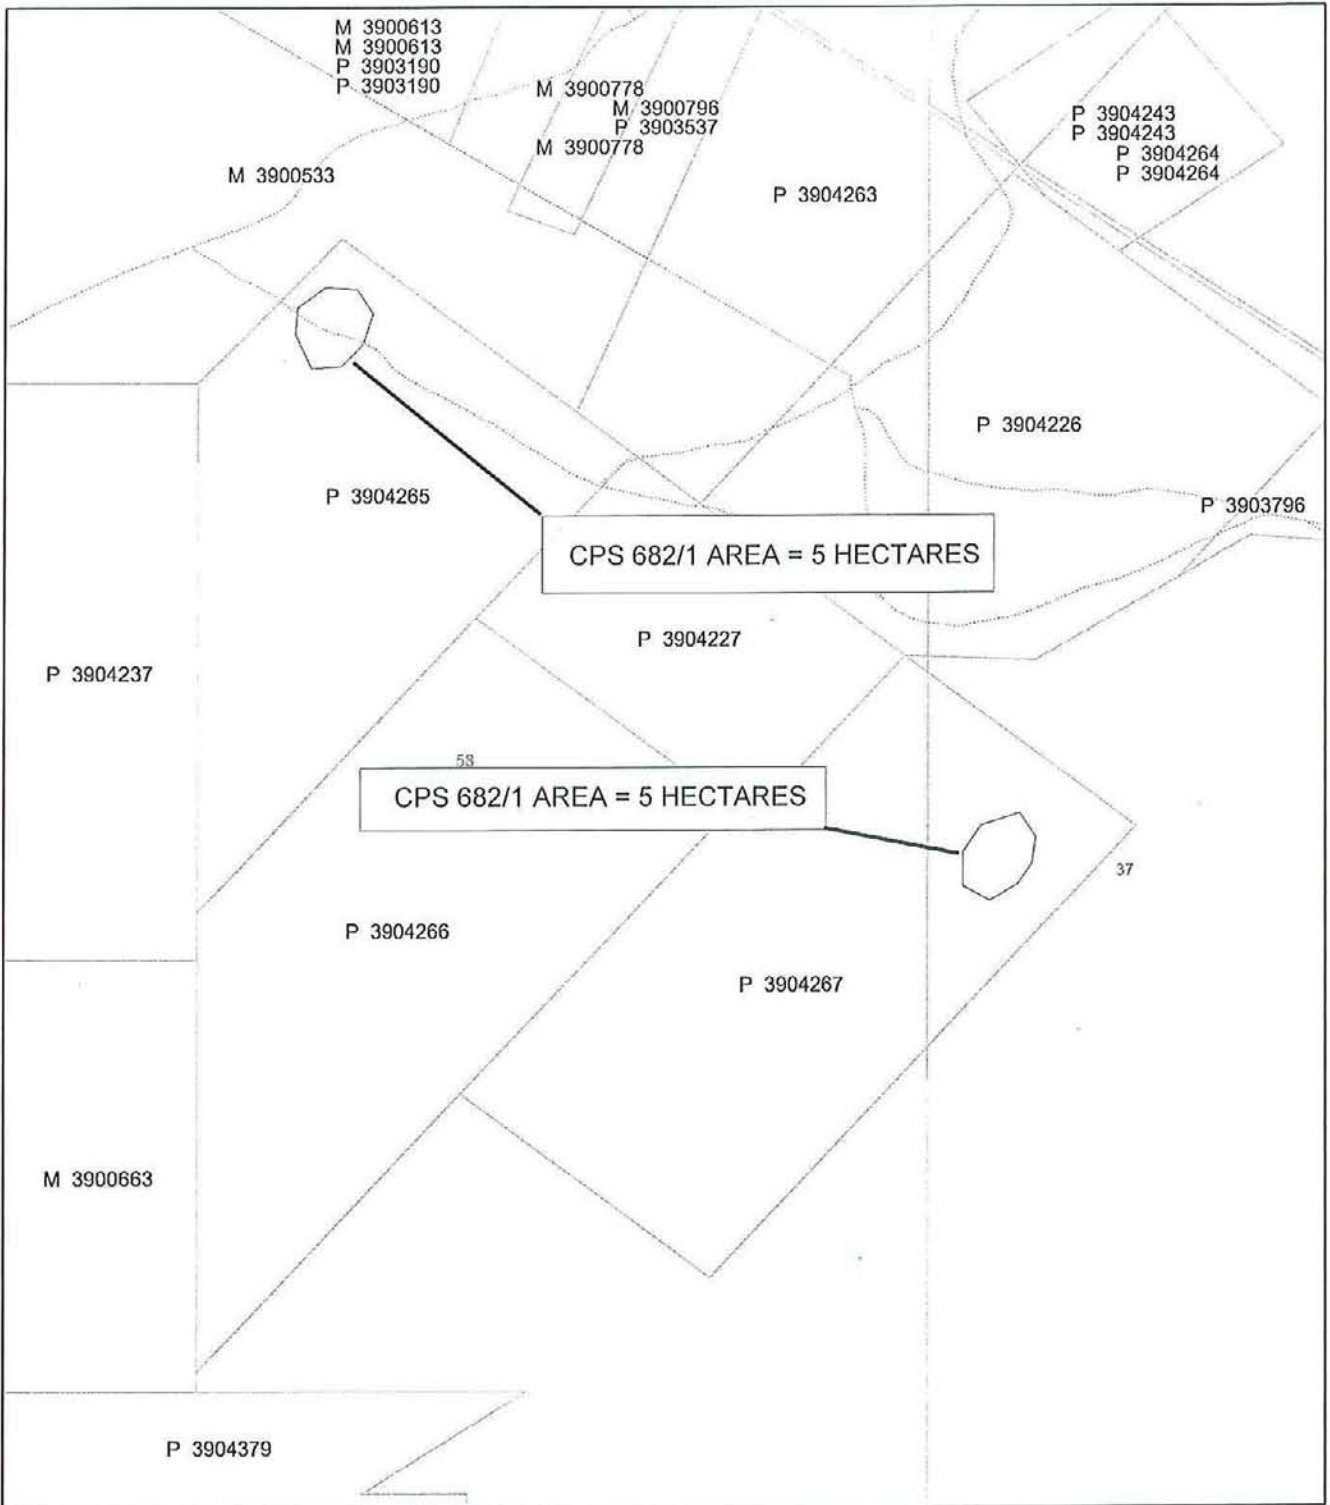 M 3900613
M 3900613
P 3903190
P 3903190
M 3900778
M 3900796
P 3903537
M 3900778
P 3904243
P 3904243
P 3904264
P 3904264
M 3900533
P 3904263
P 3904226
P 3904265
P 3903796
CPS 682/1 AREA = 5 HECTARES
P 3904227
P 3904237
58
CPS 682/1 AREA = 5 HECTARES
37
P 3904266
P 3904267
M 3900663
P 3904379